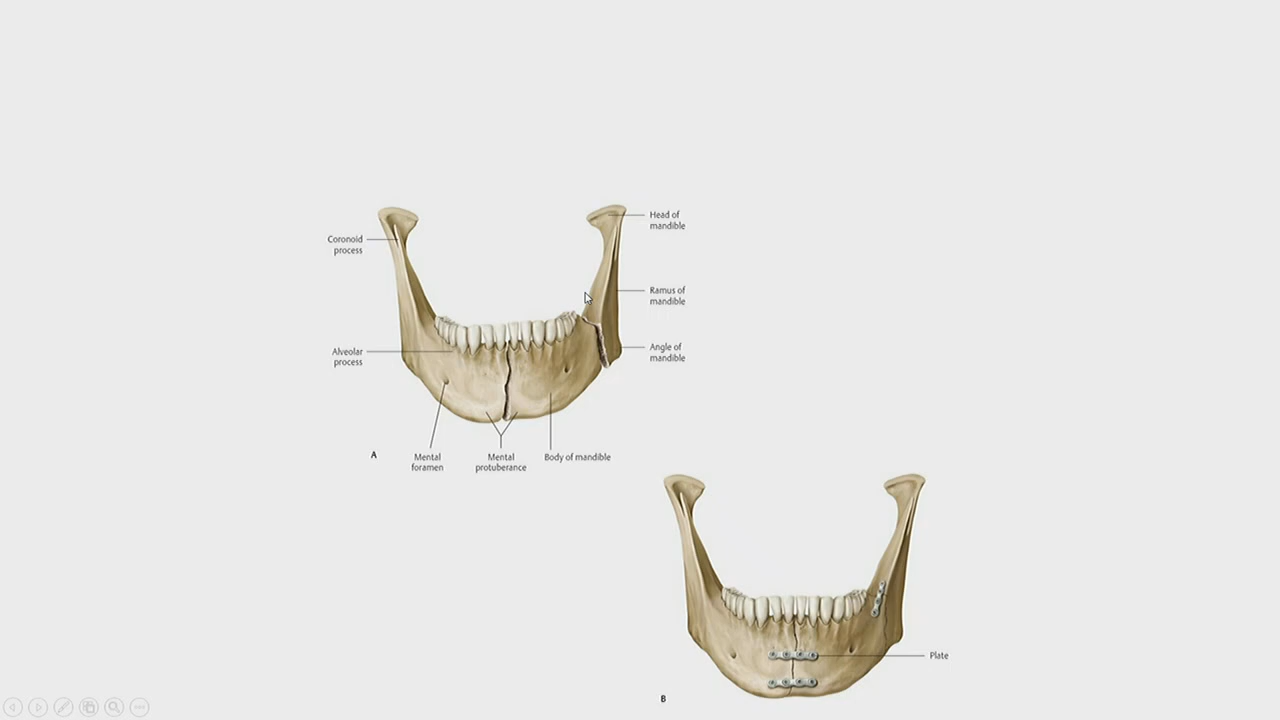 Head of
mandible
Coronoid
process
Ramus of
mandible
Angle of
mandible
Alveolar
process
A
Mental
foramen
Mental
protuberance
Body of mandible
Plate
B